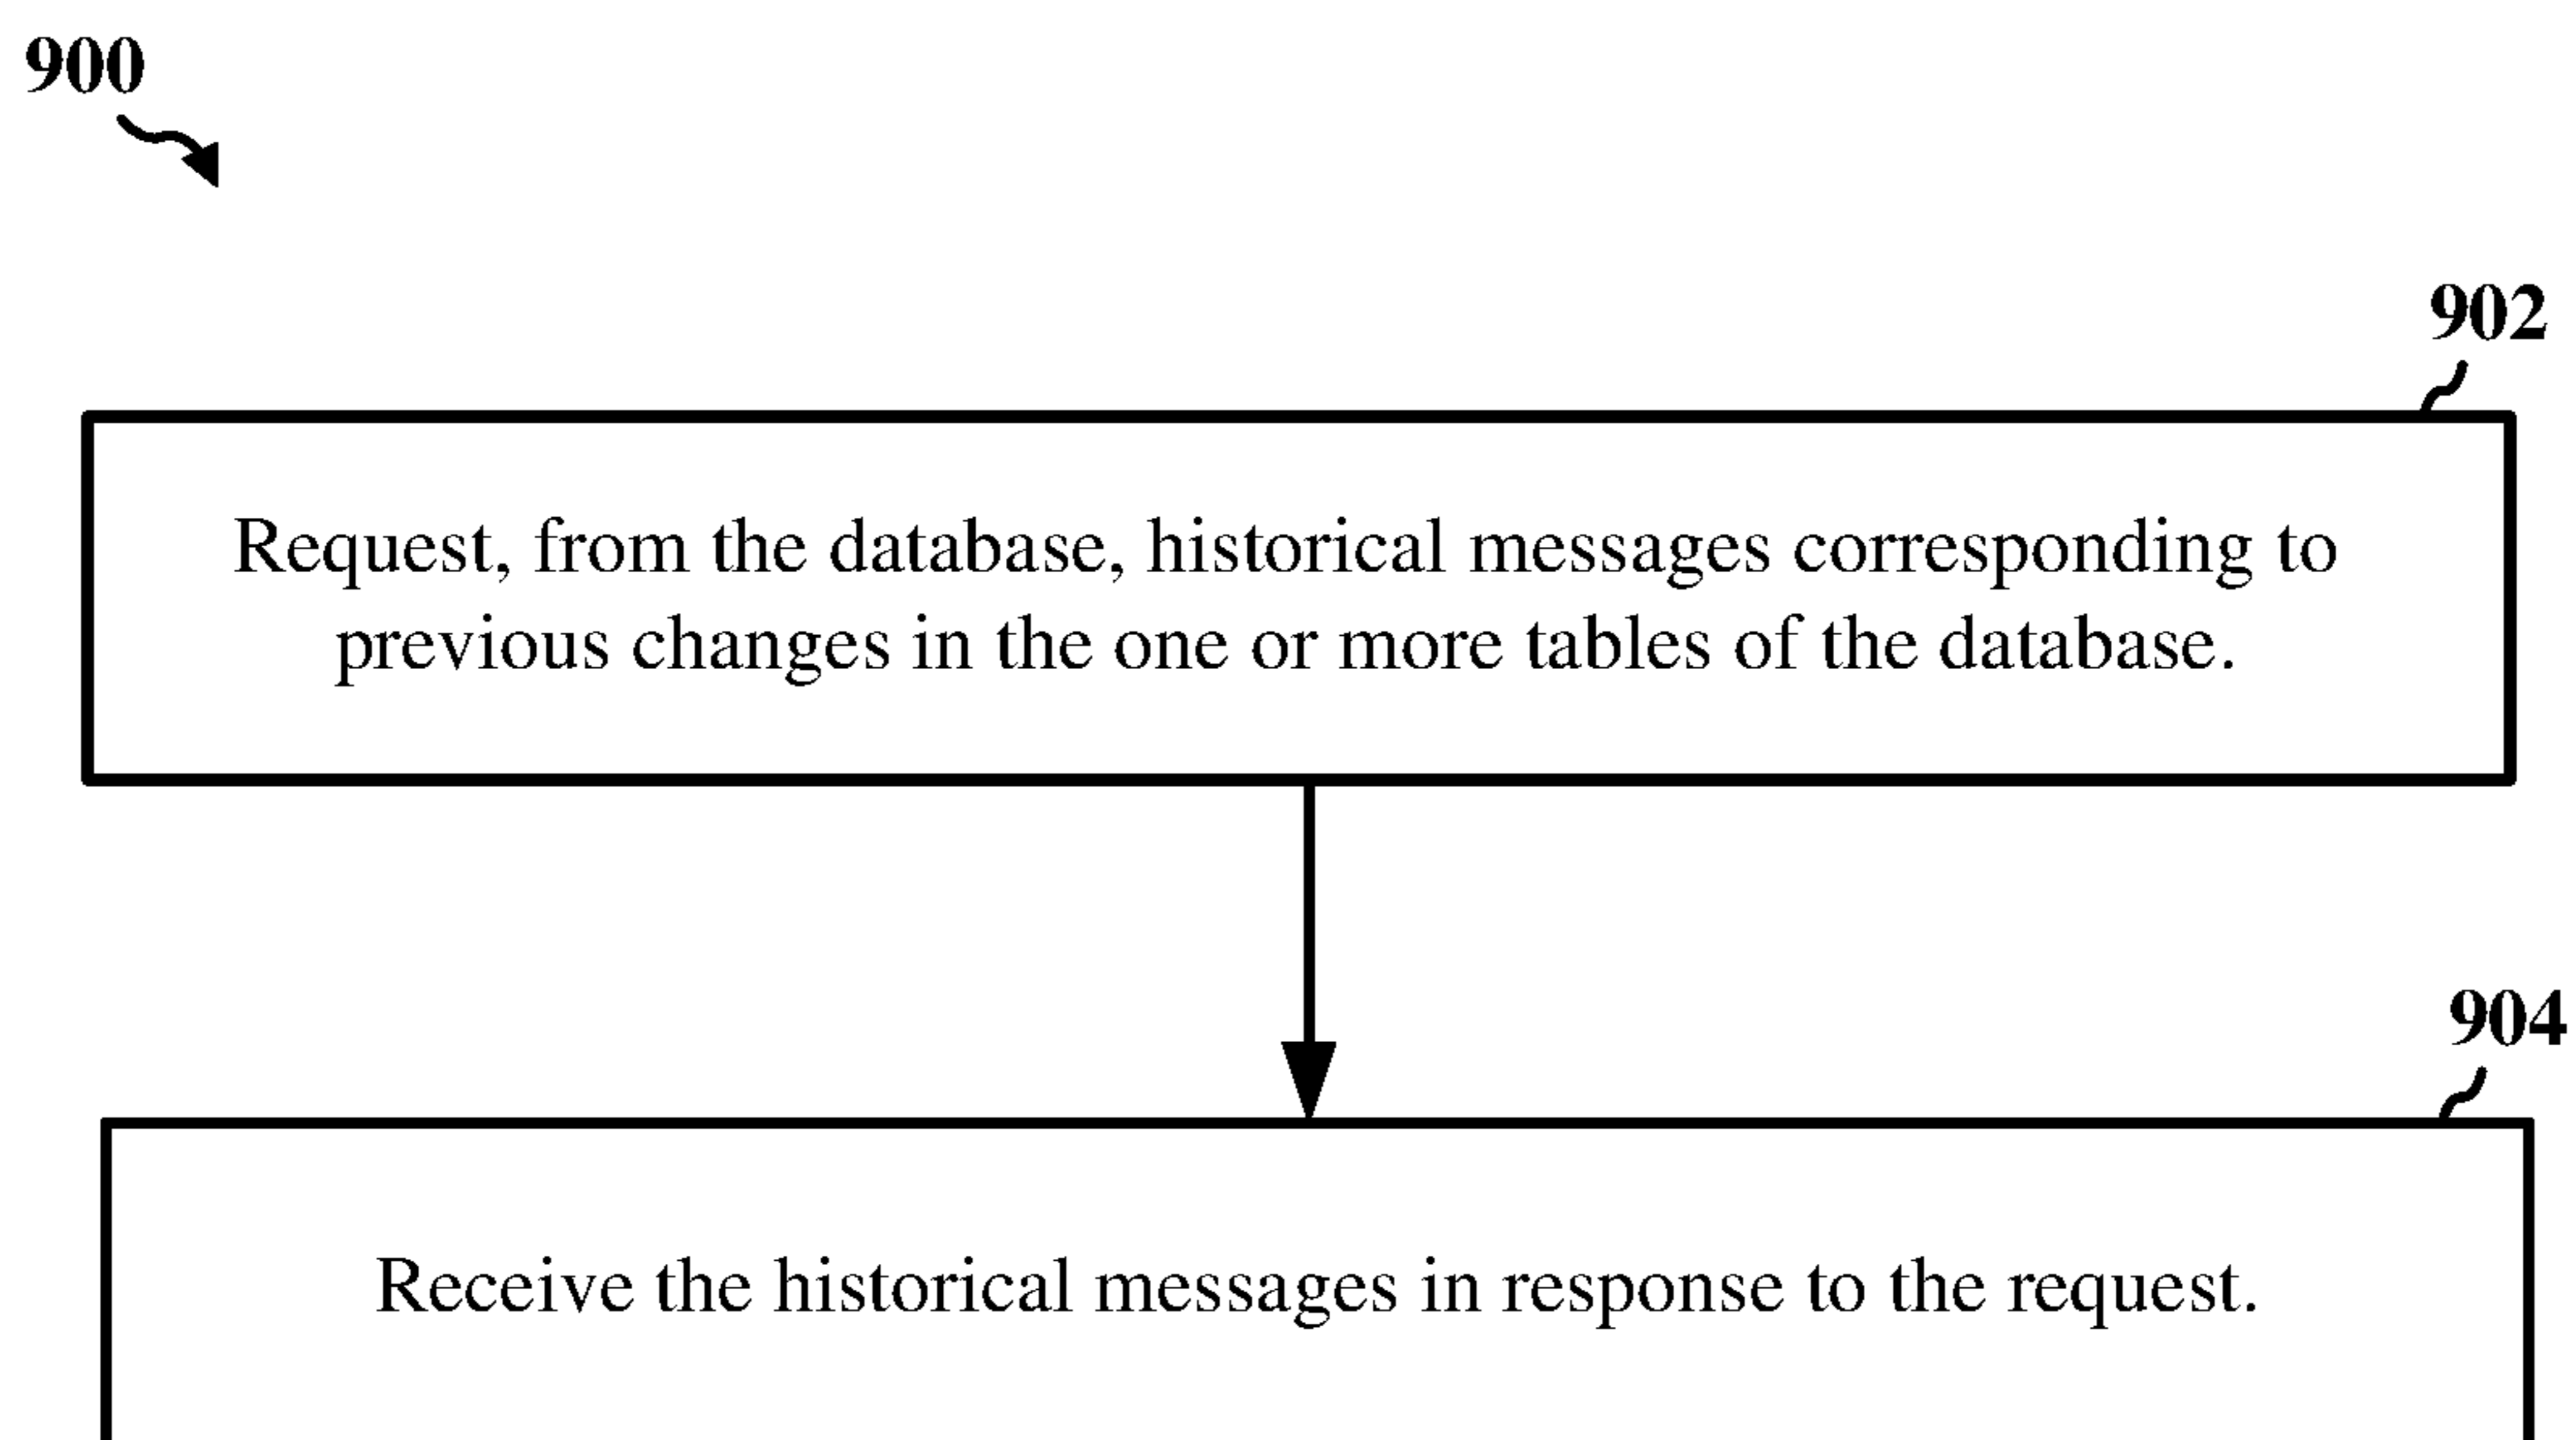 900
902
Request, from the database, historical messages corresponding to
previous changes in the one or more tables of the database.
904
Receive the historical messages in response to the request.